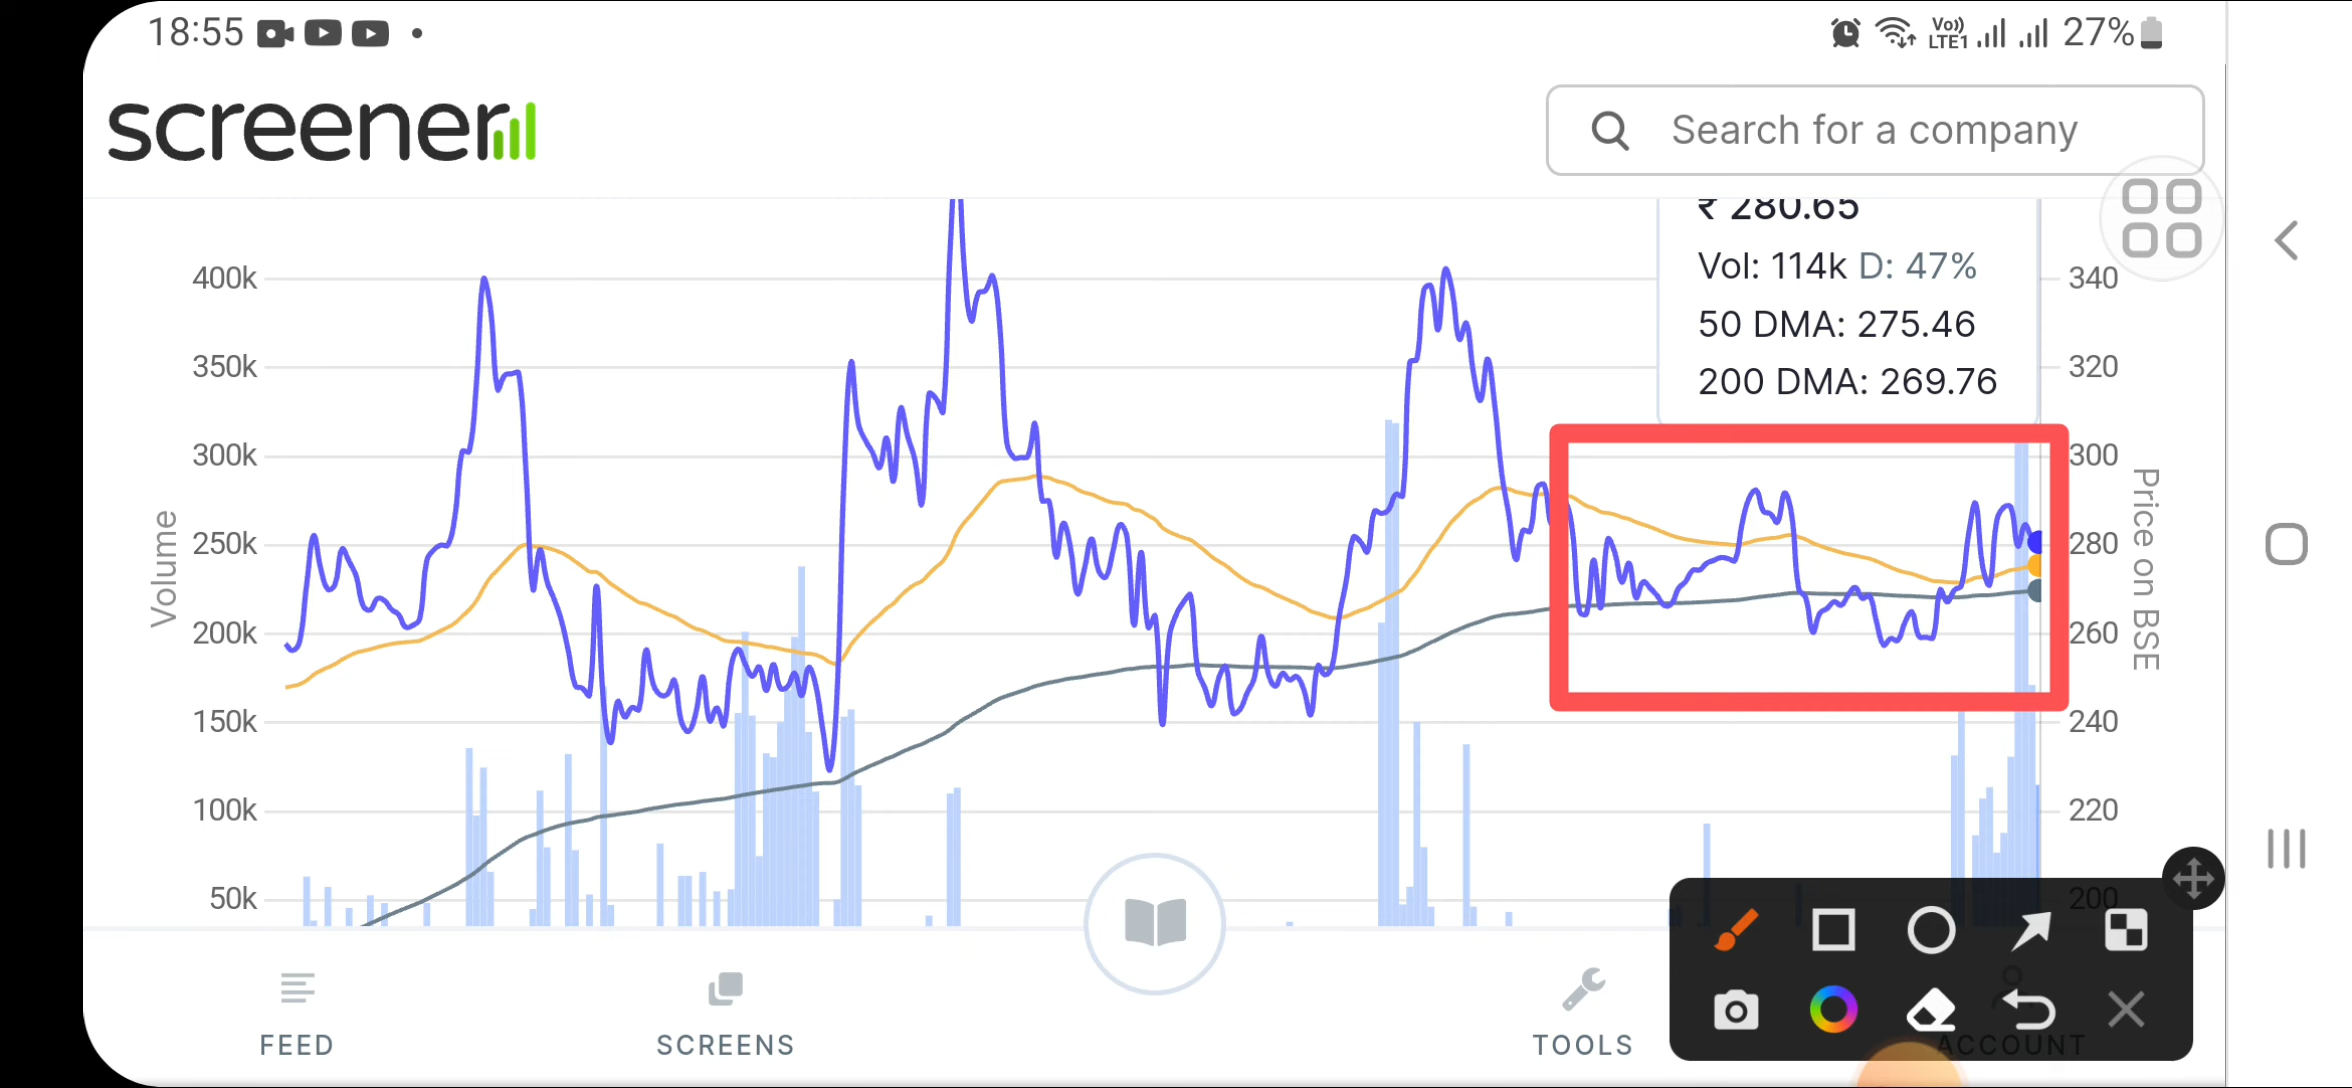 18:55
Vo)) LTE1 27%
screener
Search for a company
₹ 280.65
Vol: 114k D: 47%
50 DMA: 275.46
200 DMA: 269.76
400k
350k
300k
250k
200k
150k
100k
50k
Volume
340
320
300
280
260
240
220
200
Price on BSE
FEED
SCREENS
TOOLS
ACCOUNT